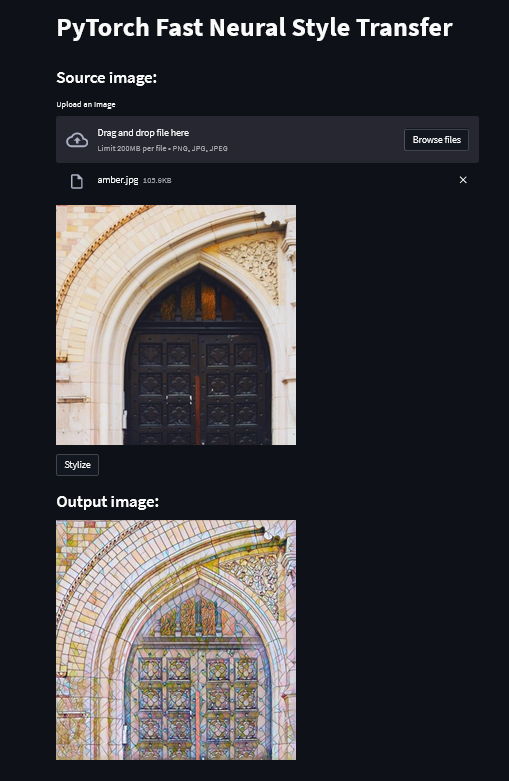 PyTorch Fast Neural Style Transfer
Source image:
Upload an Image
Drag and drop file here
Limit 200MB per file • PNG, JPG, JPEG
Browse files
amber.jpg 103.6KB
Stylize
Output image: